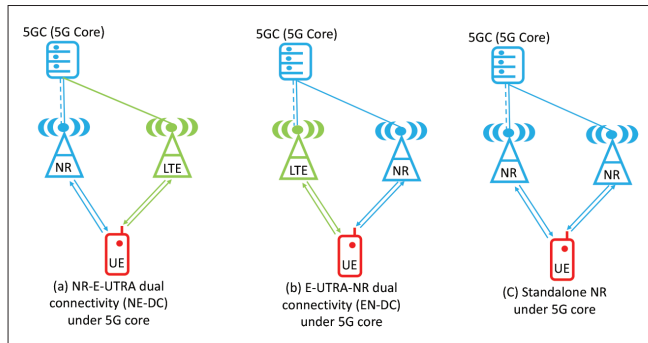 5GC (5G Core)
NR
LTE
UE
(a) NR-E-UTRA dual
connectivity (NE-DC)
under 5G core
5GC (5G Core)
LTE
NR
UE
(b) E-UTRA-NR dual
connectivity (EN-DC)
under 5G core
5GC (5G Core)
NR
NR
UE
(C) Standalone NR
under 5G core